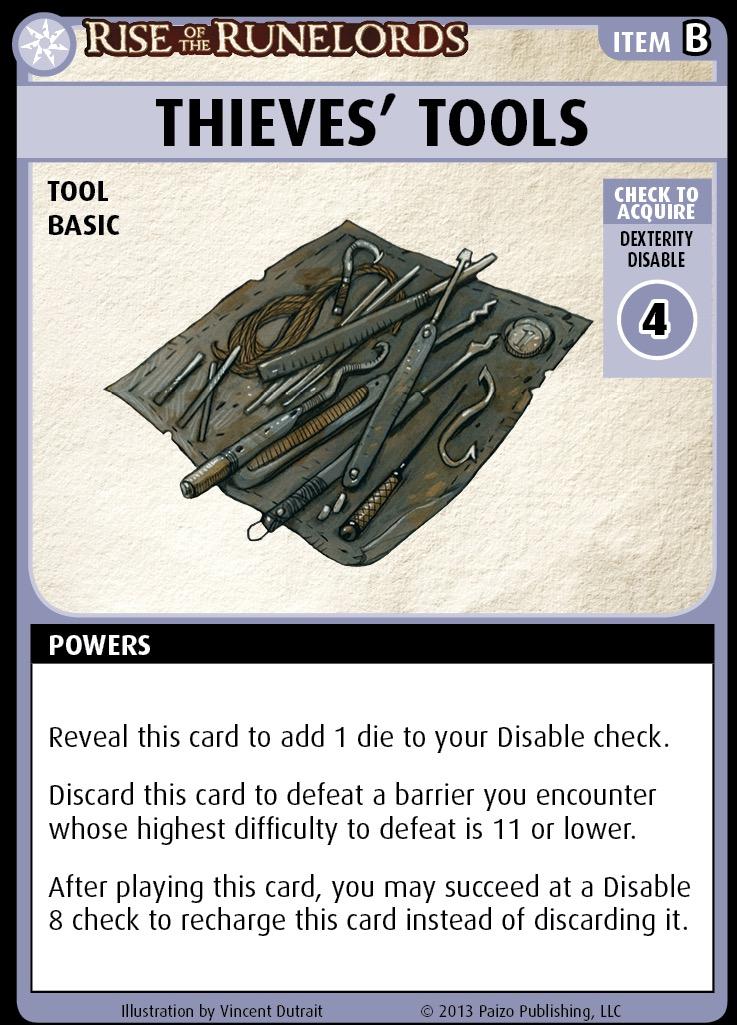 RISE OF THE RUNELORDS
ITEM B
THIEVES' TOOLS
TOOL
BASIC
CHECK TO
ACQUIRE
DEXTERITY
DISABLE
4
POWERS
Reveal this card to add 1 die to your Disable check.
Discard this card to defeat a barrier you encounter
whose highest difficulty to defeat is 11 or lower.
After playing this card, you may succeed at a Disable
8 check to recharge this card instead of discarding it.
Illustration by Vincent Dutrait
© 2013 Paizo Publishing, LLC